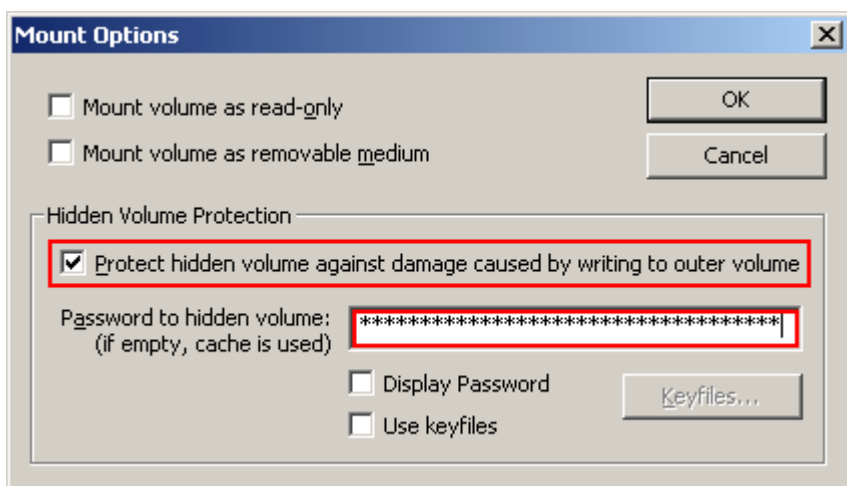 Mount Options
Mount volume as read-only
OK
Mount volume as removable medium
Cancel
Hidden Volume Protection
Protect hidden volume against damage caused by writing to outer volume
Password to hidden volume: ***********************************
(if empty, cache is used)
Display Password
Keyfiles...
Use keyfiles